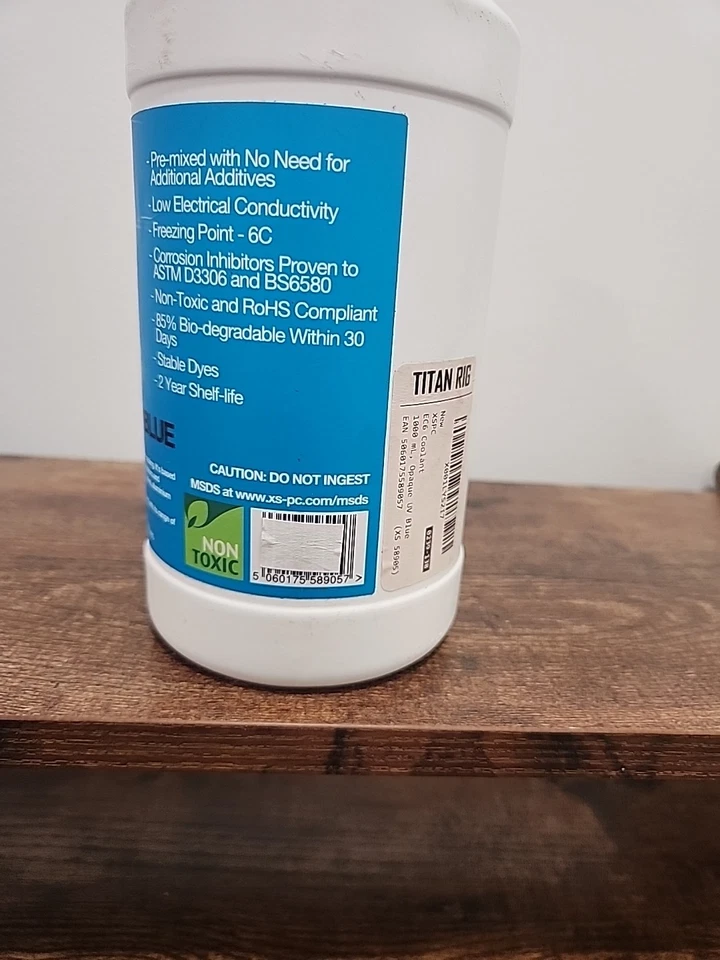 - Pre-mixed with No Need for
Additional Additives
- Low Electrical Conductivity
- Freezing Point - 6C
- Corrosion Inhibitors Proven to
ASTM D3306 and BS6580
- Non-Toxic and RoHS Compliant
- 85% Bio-degradable Within 30
Days
- Stable Dyes
- 2 Year Shelf-life
BLUE
CAUTION: DO NOT INGEST
MSDS at www.xs-pc.com/msds
NON
TOXIC
5 060175 589057 >
TITAN RIG
New
XSPC
EC6 Coolant
1000 mL, Opaque UV Blue
EAN 5060175589057 (XS 58905)